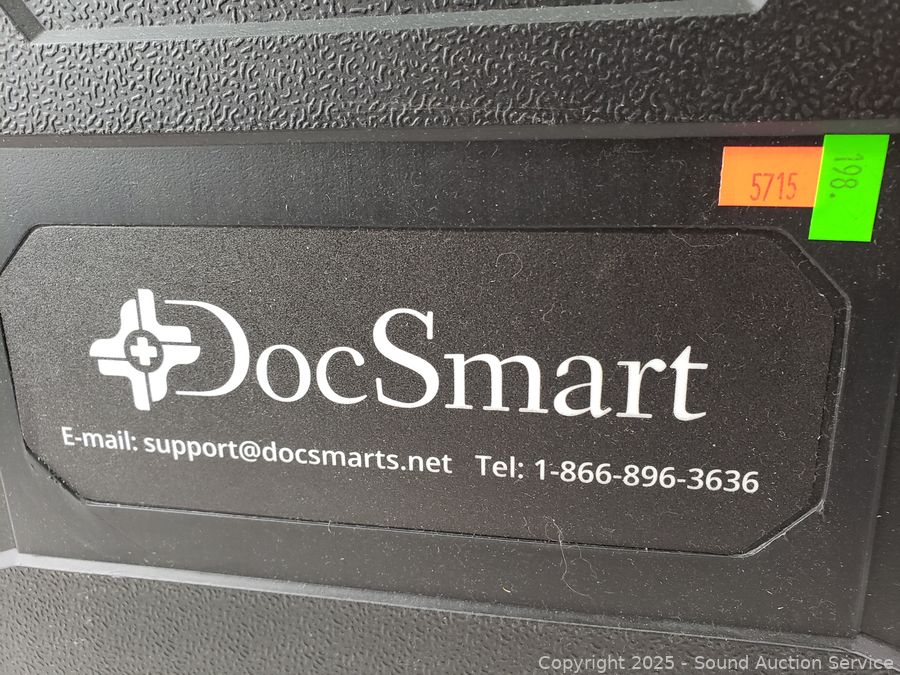 5715
198.
DocSmart
E-mail: support@docsmarts.net Tel: 1-866-896-3636
Copyright 2025 - Sound Auction Service